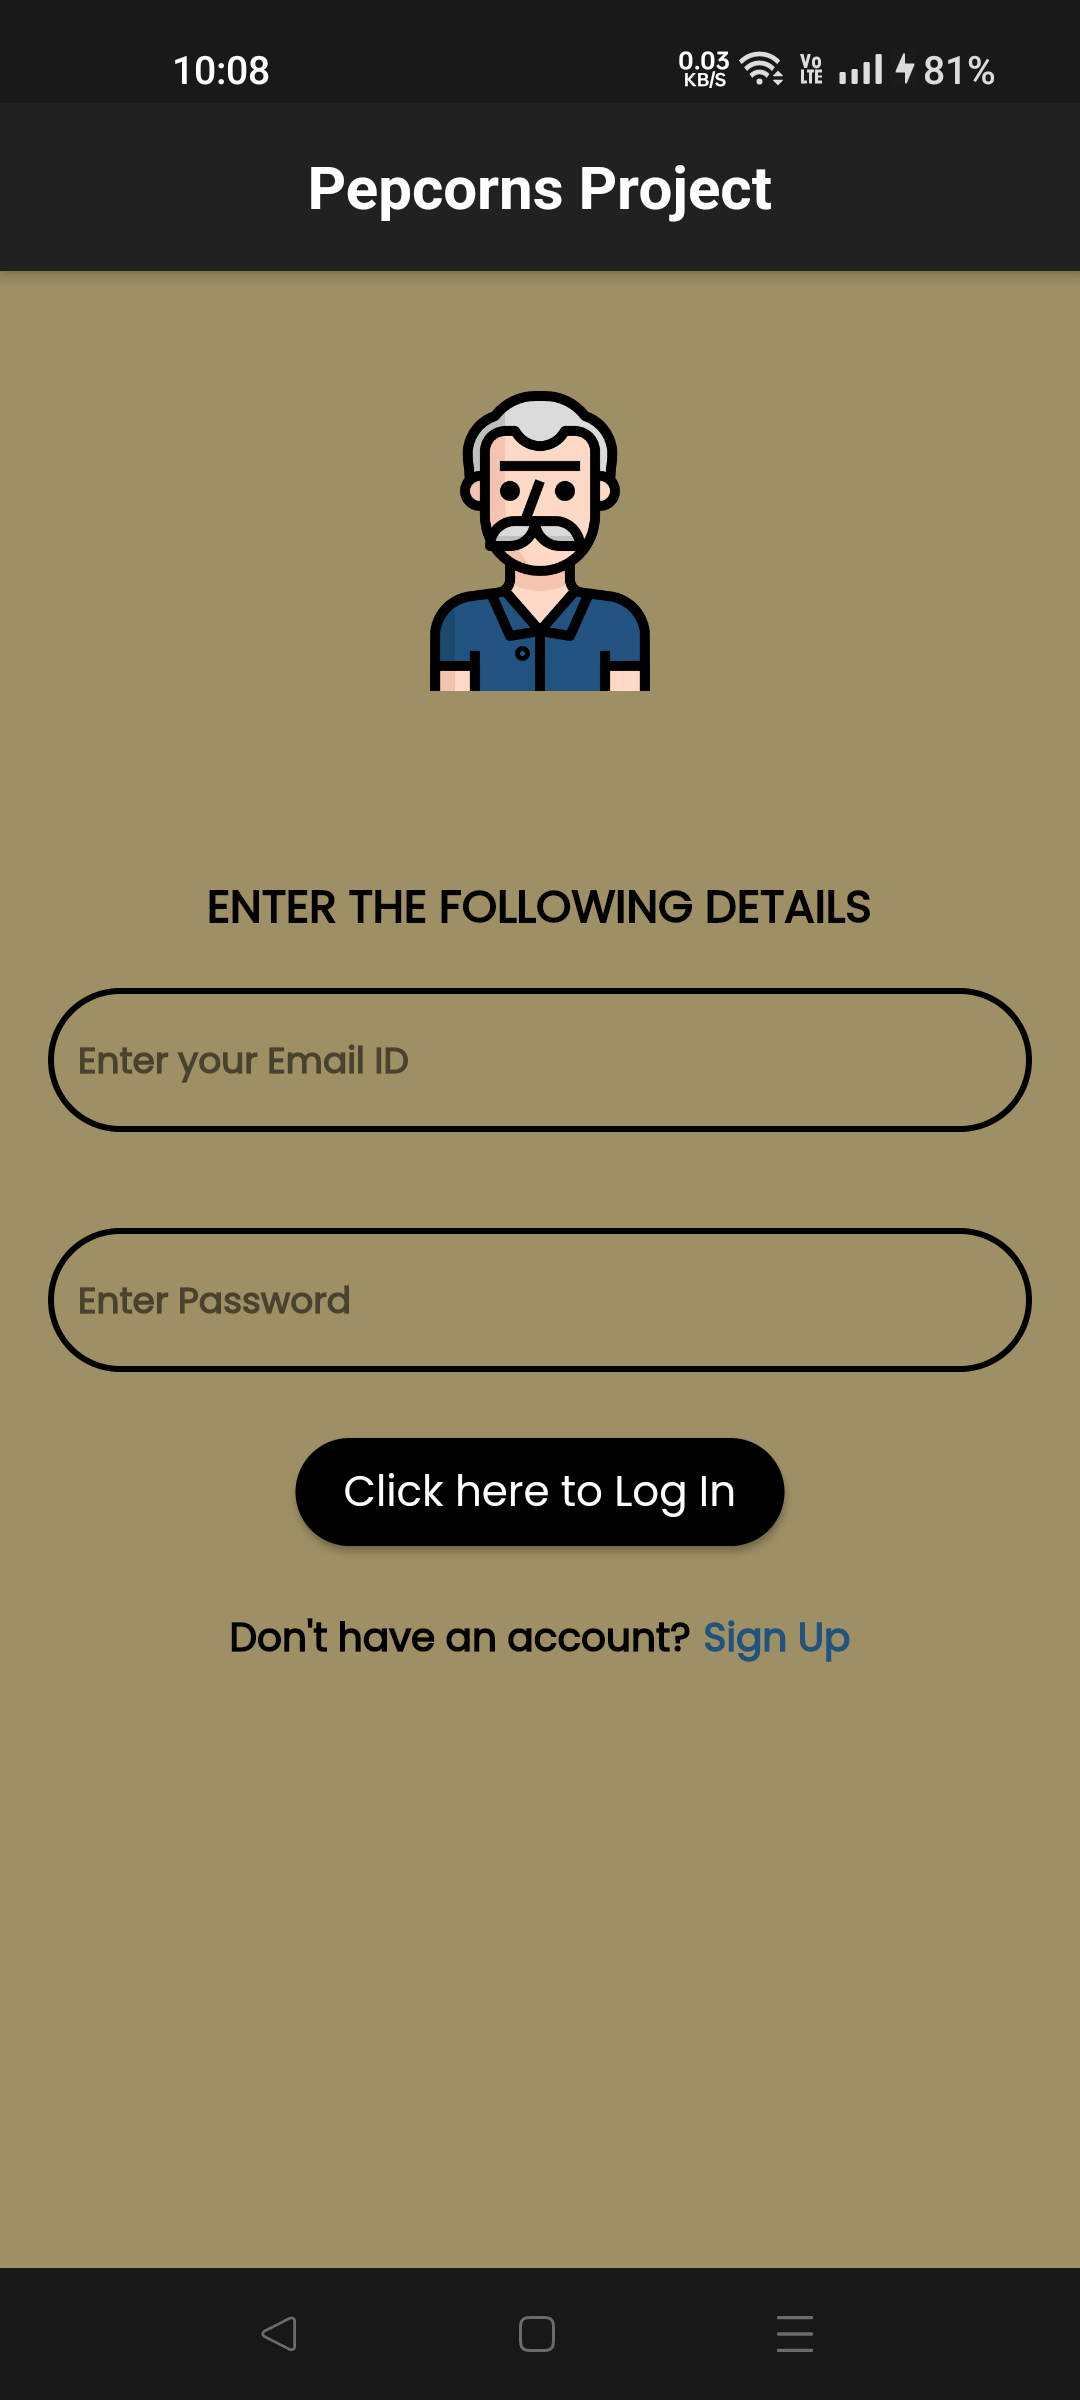 10:08
0.03
KB/S
Vo
LTE
81%
Pepcorns Project
ENTER THE FOLLOWING DETAILS
Enter your Email ID
Enter Password
Click here to Log In
Don't have an account? Sign Up